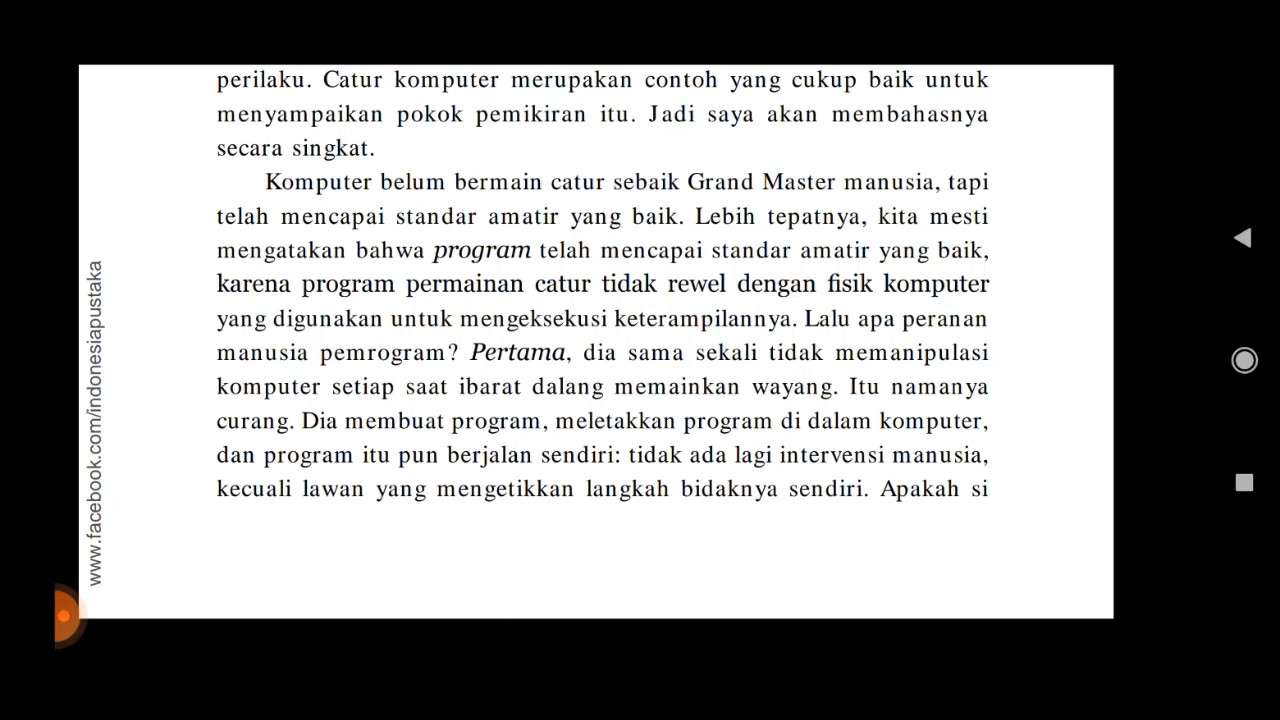 perilaku. Catur komputer merupakan contoh yang cukup baik untuk
menyampaikan pokok pemikiran itu. Jadi saya akan membahasnya
secara singkat.
Komputer belum bermain catur sebaik Grand Master manusia, tapi
telah mencapai standar amatir yang baik. Lebih tepatnya, kita mesti
mengatakan bahwa program telah mencapai standar amatir yang baik,
karena program permainan catur tidak rewel dengan fisik komputer
yang digunakan untuk mengeksekusi keterampilannya. Lalu apa peranan
manusia pemrogram? Pertama, dia sama sekali tidak memanipulasi
komputer setiap saat ibarat dalang memainkan wayang. Itu namanya
curang. Dia membuat program, meletakkan program di dalam komputer,
dan program itu pun berjalan sendiri: tidak ada lagi intervensi manusia,
kecuali lawan yang mengetikkan langkah bidaknya sendiri. Apakah si
www.facebook.com/indonesiapustaka